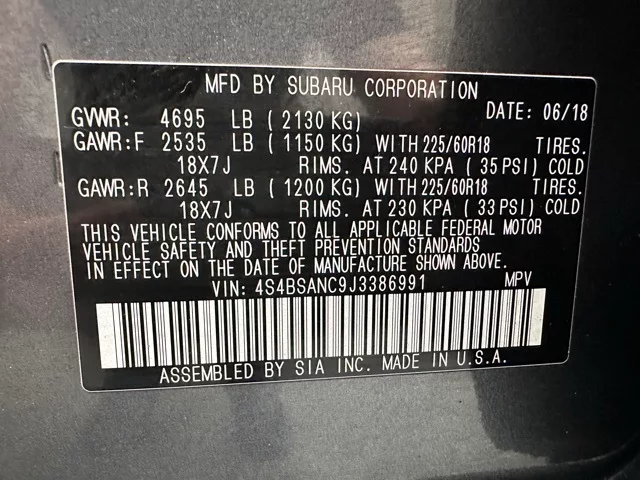 MFD BY SUBARU CORPORATION
DATE: 06/18
GVWR: 4695 LB ( 2130 KG)
GAWR:F 2535 LB ( 1150 KG) WITH 225/60R18 TIRES.
18X7J RIMS. AT 240 KPA ( 35 PSI) COLD
GAWR:R 2645 LB ( 1200 KG) WITH 225/60R18 TIRES.
18X7J RIMS. AT 230 KPA ( 33 PSI) COLD
THIS VEHICLE CONFORMS TO ALL APPLICABLE FEDERAL MOTOR
VEHICLE SAFETY AND THEFT PREVENTION STANDARDS
IN EFFECT ON THE DATE OF MANUFACTURE SHOWN ABOVE.
VIN: 4S4BSANC9J3386991 MPV
ASSEMBLED BY SIA INC. MADE IN U.S.A.